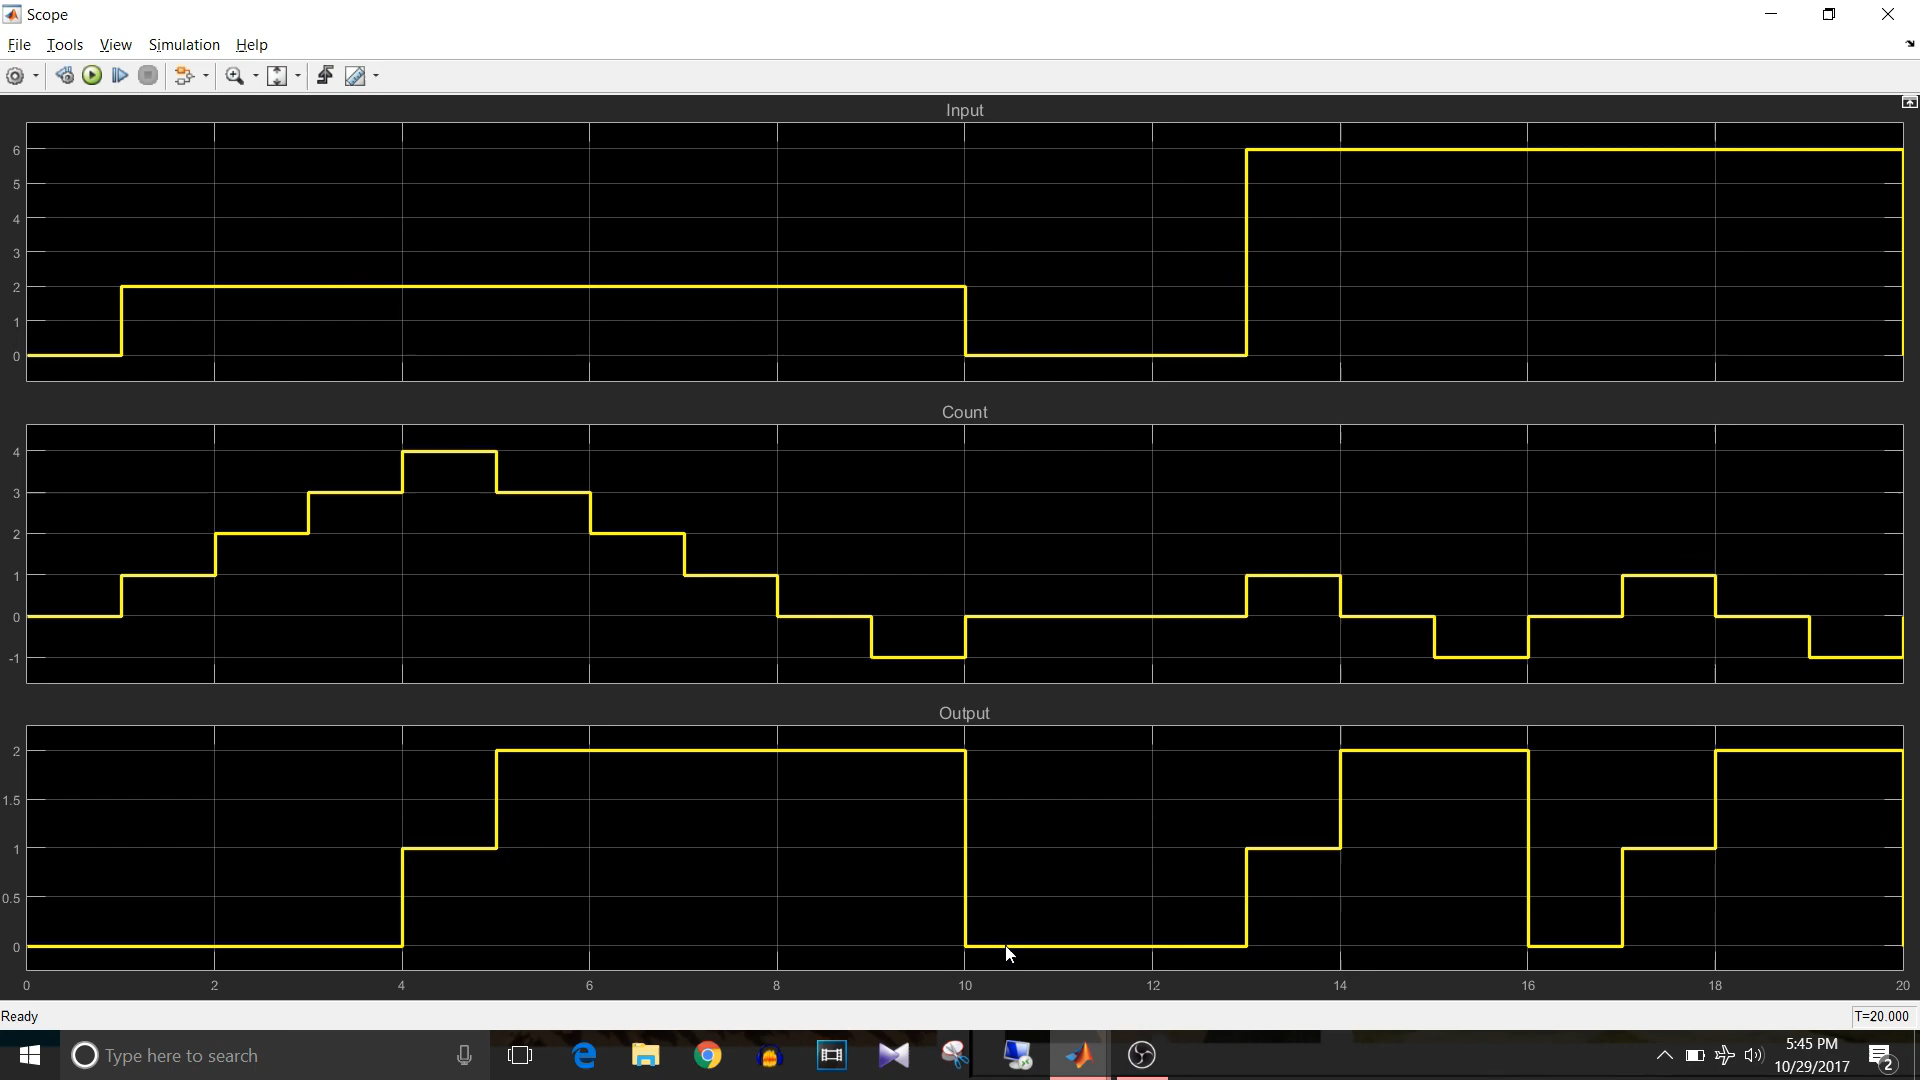 Scope
File Tools View Simulation Help
Input
6
5
4
3
2
1
0
Count
4
3
2
1
0
-1
Output
2
1.5
1
0.5
0
0 2 4 6 8 10 12 14 16 18 20
Ready T=20.000
Type here to search
5:45 PM
10/29/2017
2